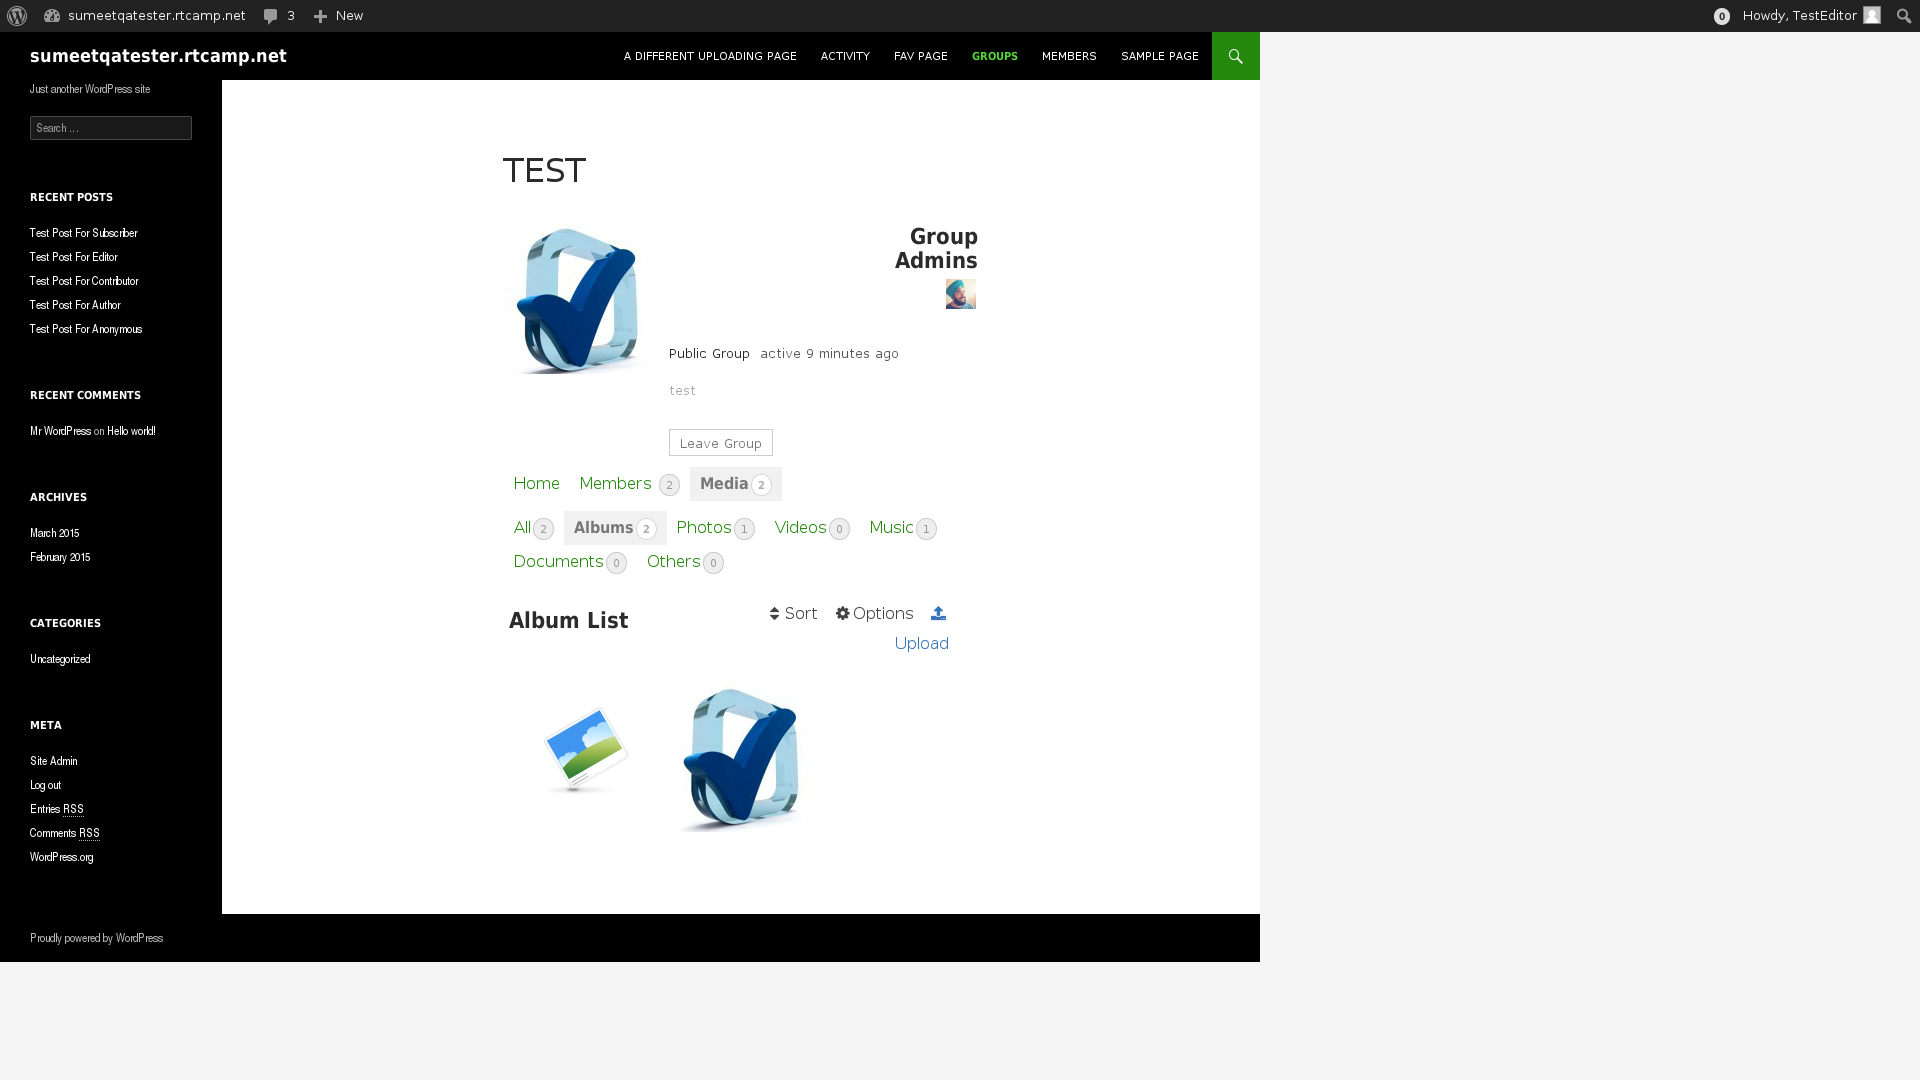 sumeetqatester.rtcamp.net 3 New 0 Howdy, TestEditor
sumeetqatester.rtcamp.net A DIFFERENT UPLOADING PAGE ACTIVITY FAV PAGE GROUPS MEMBERS SAMPLE PAGE
Just another WordPress site
Search ...
RECENT POSTS
Test Post For Subscriber
Test Post For Editor
Test Post For Contributor
Test Post For Author
Test Post For Anonymous
RECENT COMMENTS
Mr WordPress on Hello world!
ARCHIVES
March 2015
February 2015
CATEGORIES
Uncategorized
META
Site Admin
Log out
Entries RSS
Comments RSS
WordPress.org
TEST
Group
Admins
Public Group active 9 minutes ago
test
Leave Group
Home Members 2 Media 2
All 2 Albums 2 Photos 1 Videos 0 Music 1
Documents 0 Others 0
Album List Sort Options
Upload
Proudly powered by WordPress